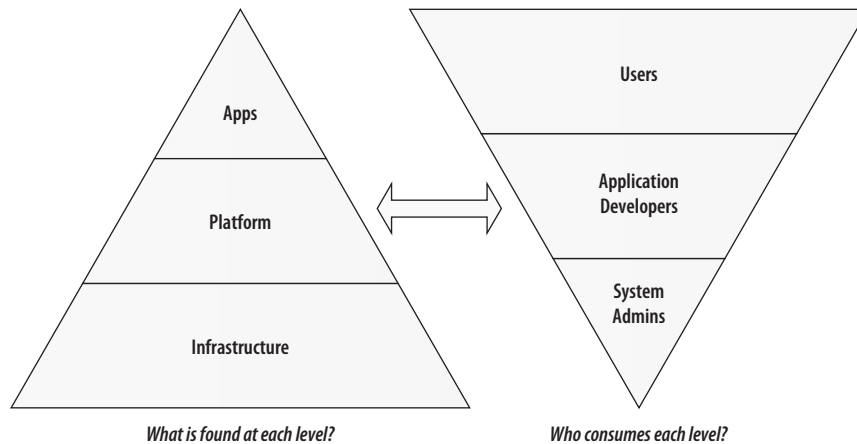 Apps
Platform
Infrastructure
What is found at each level?
Users
Application
Developers
System
Admins
Who consumes each level?